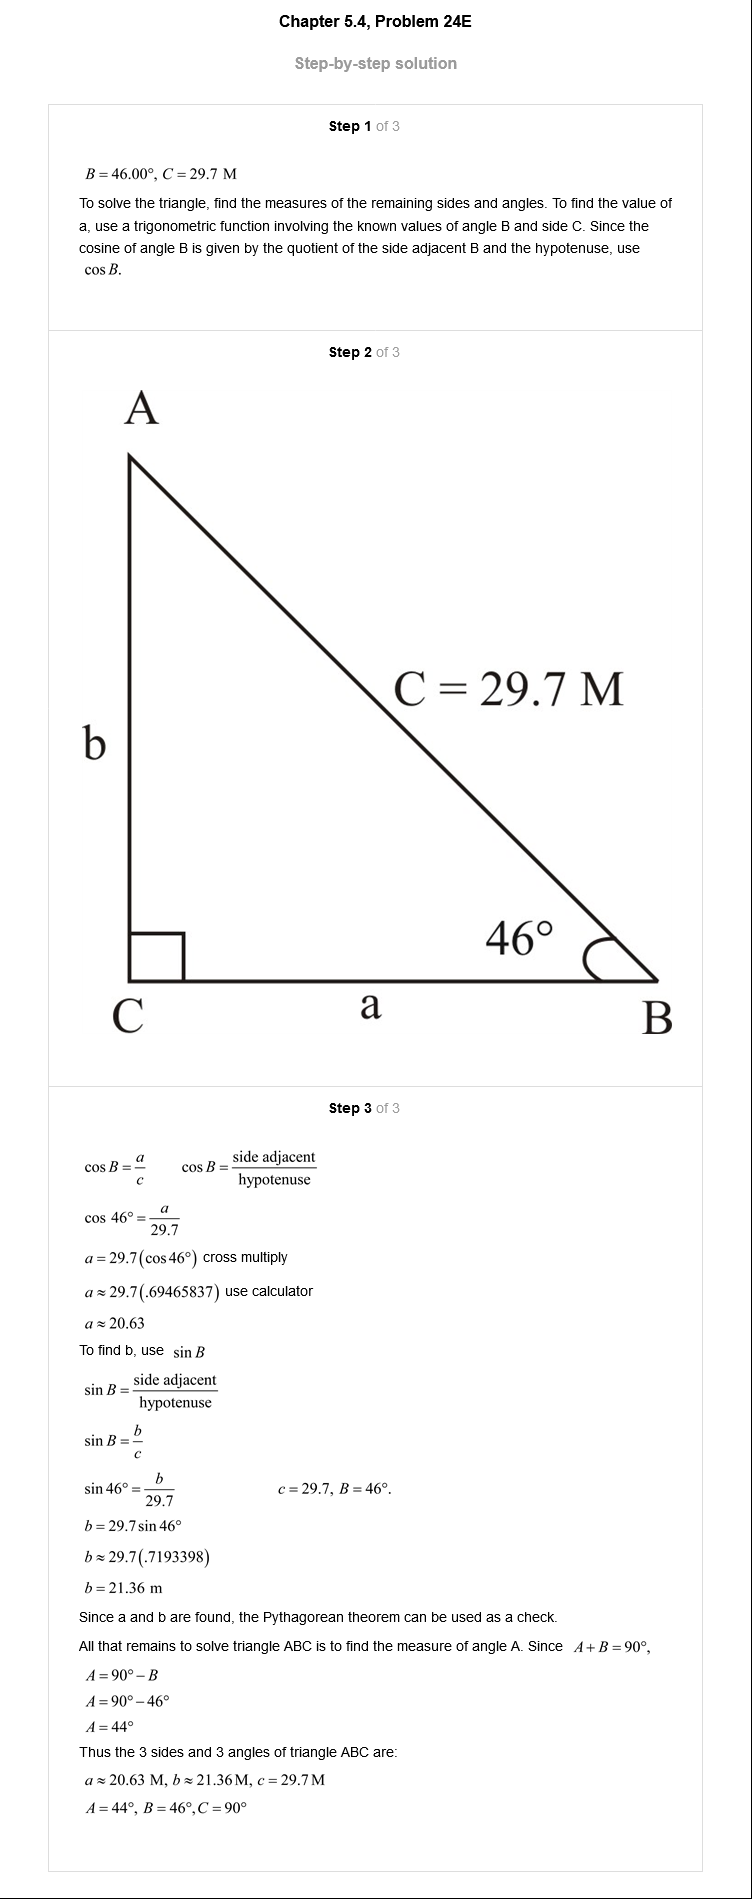 Chapter 5.4, Problem 24E
Step-by-step solution
Step 1 of 3
B = 46.00°, C = 29.7 M
To solve the triangle, find the measures of the remaining sides and angles. To find the value of
a, use a trigonometric function involving the known values of angle B and side C. Since the
cosine of angle B is given by the quotient of the side adjacent B and the hypotenuse, use
cos B.
Step 2 of 3
A
C = 29.7 M
b
46°
C
a
B
Step 3 of 3
cos B = a/c cos B = side adjacent/hypotenuse
cos 46° = a/29.7
a = 29.7(cos 46°) cross multiply
a ≈ 29.7(.69465837) use calculator
a ≈ 20.63
To find b, use sin B
sin B = side adjacent/hypotenuse
sin B = b/c
sin 46° = b/29.7 c = 29.7, B = 46°.
b = 29.7 sin 46°
b ≈ 29.7(.7193398)
b = 21.36 m
Since a and b are found, the Pythagorean theorem can be used as a check.
All that remains to solve triangle ABC is to find the measure of angle A. Since A + B = 90°,
A = 90° − B
A = 90° − 46°
A = 44°
Thus the 3 sides and 3 angles of triangle ABC are:
a ≈ 20.63 M, b ≈ 21.36 M, c = 29.7 M
A = 44°, B = 46°, C = 90°